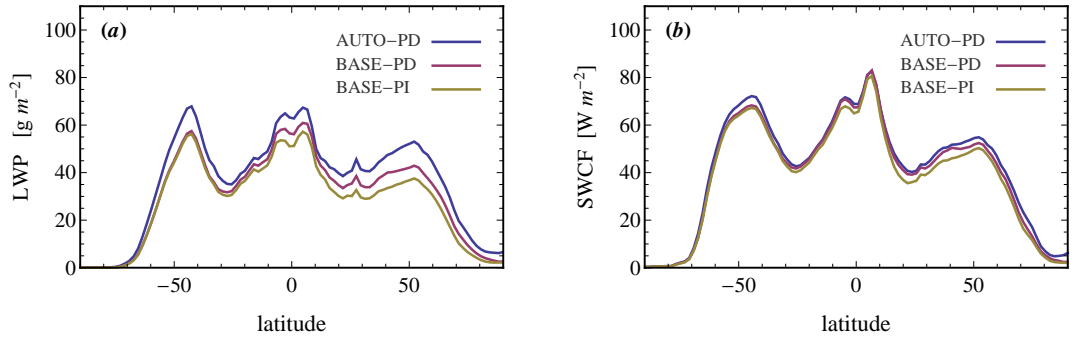 (a)
AUTO−PD
BASE−PD
BASE−PI
LWP [g m−2]
100
80
60
40
20
0
−50 0 50
latitude
(b)
AUTO−PD
BASE−PD
BASE−PI
SWCF [W m−2]
100
80
60
40
20
0
−50 0 50
latitude